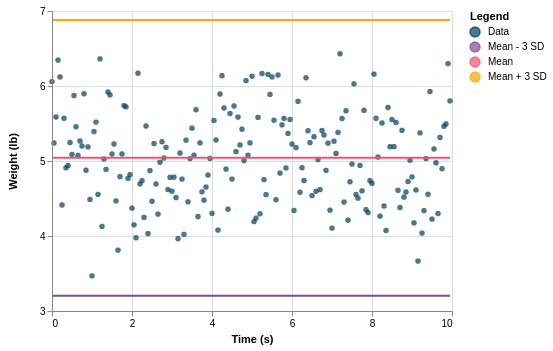 Weight (lb)
7
6
5
4
3
0
2
4
6
8
10
Time (s)
Legend
Data
Mean - 3 SD
Mean
Mean + 3 SD